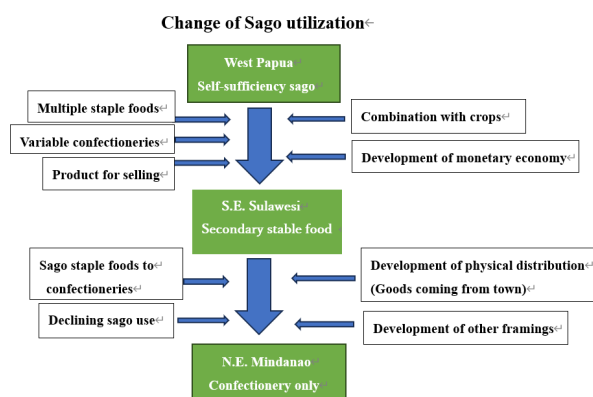 Change of Sago utilization
West Papua
Self-sufficiency sago
Multiple staple foods
Variable confectioneries
Product for selling
Combination with crops
Development of monetary economy
S.E. Sulawesi
Secondary stable food
Sago staple foods to
confectioneries
Declining sago use
Development of physical distribution
(Goods coming from town)
Development of other framings
N.E. Mindanao
Confectionery only